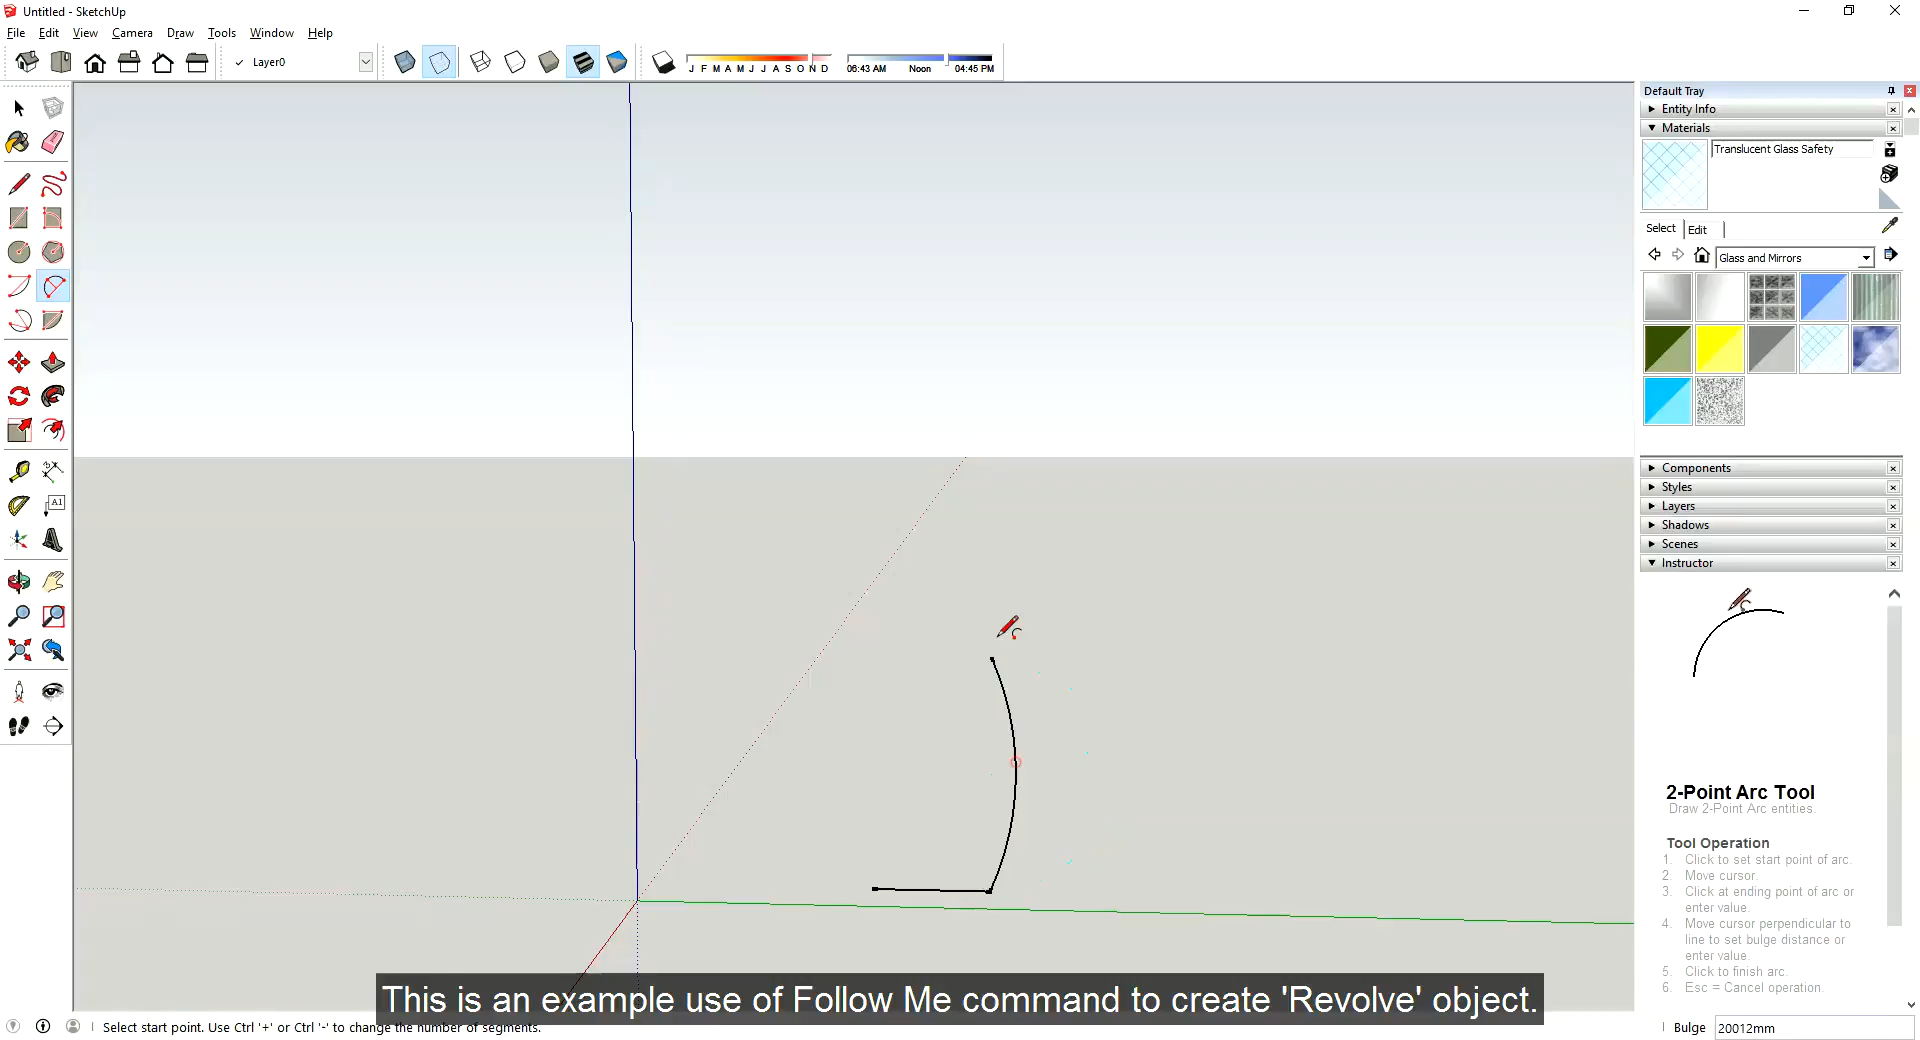 Untitled - SketchUp
File Edit View Camera Draw Tools Window Help
Layer0
J F M A M J J A S O N D
06:43 AM Noon 04:45 PM
Default Tray
Entity Info
Materials
Translucent Glass Safety
Select Edit
Glass and Mirrors
Components
Styles
Layers
Shadows
Scenes
Instructor
2-Point Arc Tool
Draw 2-Point Arc entities.
Tool Operation
1. Click to set start point of arc.
2. Move cursor.
3. Click at ending point of arc or
enter value.
4. Move cursor perpendicular to
line to set bulge distance or
enter value.
5. Click to finish arc.
6. Esc = Cancel operation.
This is an example use of Follow Me command to create 'Revolve' object.
Select start point. Use Ctrl '+' or Ctrl '-' to change the number of segments.
Bulge 20012mm